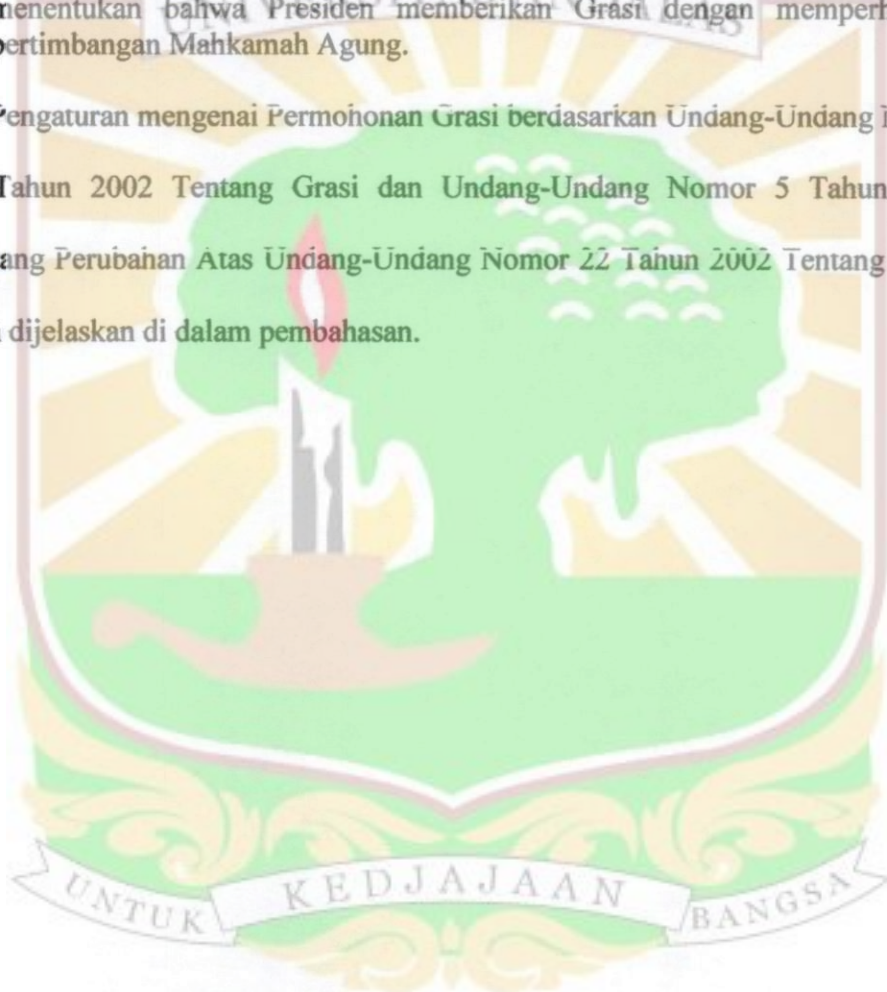 menentukan bahwa Presiden memberikan Grasi dengan memperh
pertimbangan Mahkamah Agung.
Pengaturan mengenai Permohonan Grasi berdasarkan Undang-Undang
Tahun 2002 Tentang Grasi dan Undang-Undang Nomor 5 Tahun
ang Perubahan Atas Undang-Undang Nomor 22 Tahun 2002 Tentang
dijelaskan di dalam pembahasan.
UNTUK KEDJAJAAN BANGSA